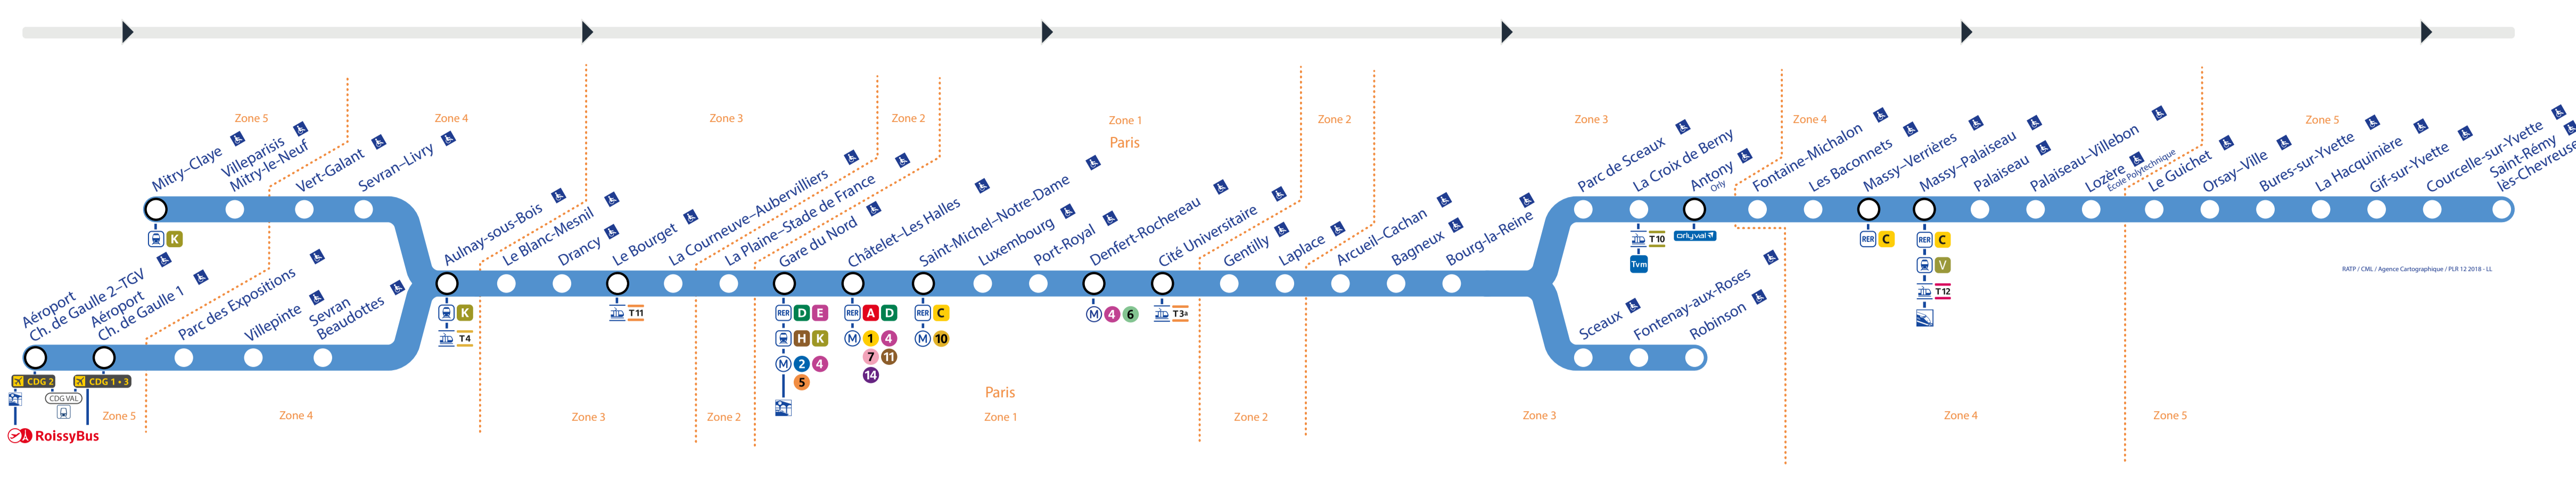 Zone 5
Zone 4
Zone 3
Zone 2
Zone 1
Paris
Zone 2
Zone 3
Zone 4
Zone 5
Mitry–Claye
Villeparisis
Mitry-le-Neuf
Vert-Galant
Sevran–Livry
K
Aéroport
Ch. de Gaulle 2–TGV
Aéroport
Ch. de Gaulle 1
Parc des Expositions
Villepinte
Sevran
Beaudottes
CDG 2
CDG 1 • 3
CDG VAL
RoissyBus
Aulnay-sous-Bois
K
T4
Le Blanc-Mesnil
Drancy
Le Bourget
T11
La Courneuve–Aubervilliers
La Plaine–Stade de France
Gare du Nord
RER D E
H K
M 2 4
5
Châtelet–Les Halles
RER A D
M 1 4
7 11
14
Saint-Michel–Notre-Dame
RER C
M 10
Luxembourg
Port-Royal
Denfert-Rochereau
M 4 6
Cité Universitaire
T3a
Gentilly
Laplace
Arcueil–Cachan
Bagneux
Bourg-la-Reine
Parc de Sceaux
La Croix de Berny
T10
Tvm
Antony
Orly
orlyval
Fontaine-Michalon
Les Baconnets
Massy–Verrières
RER C
Massy–Palaiseau
RER C
V
T12
Palaiseau
Palaiseau–Villebon
Lozère
École Polytechnique
Le Guichet
Orsay–Ville
Bures-sur-Yvette
La Hacquinière
Gif-sur-Yvette
Courcelle-sur-Yvette
Saint-Rémy
lès-Chevreuse
Sceaux
Fontenay-aux-Roses
Robinson
RATP / CML / Agence Cartographique / PLR 12 2018 - LL
Zone 5
Zone 4
Zone 3
Zone 2
Paris
Zone 1
Zone 2
Zone 3
Zone 4
Zone 5